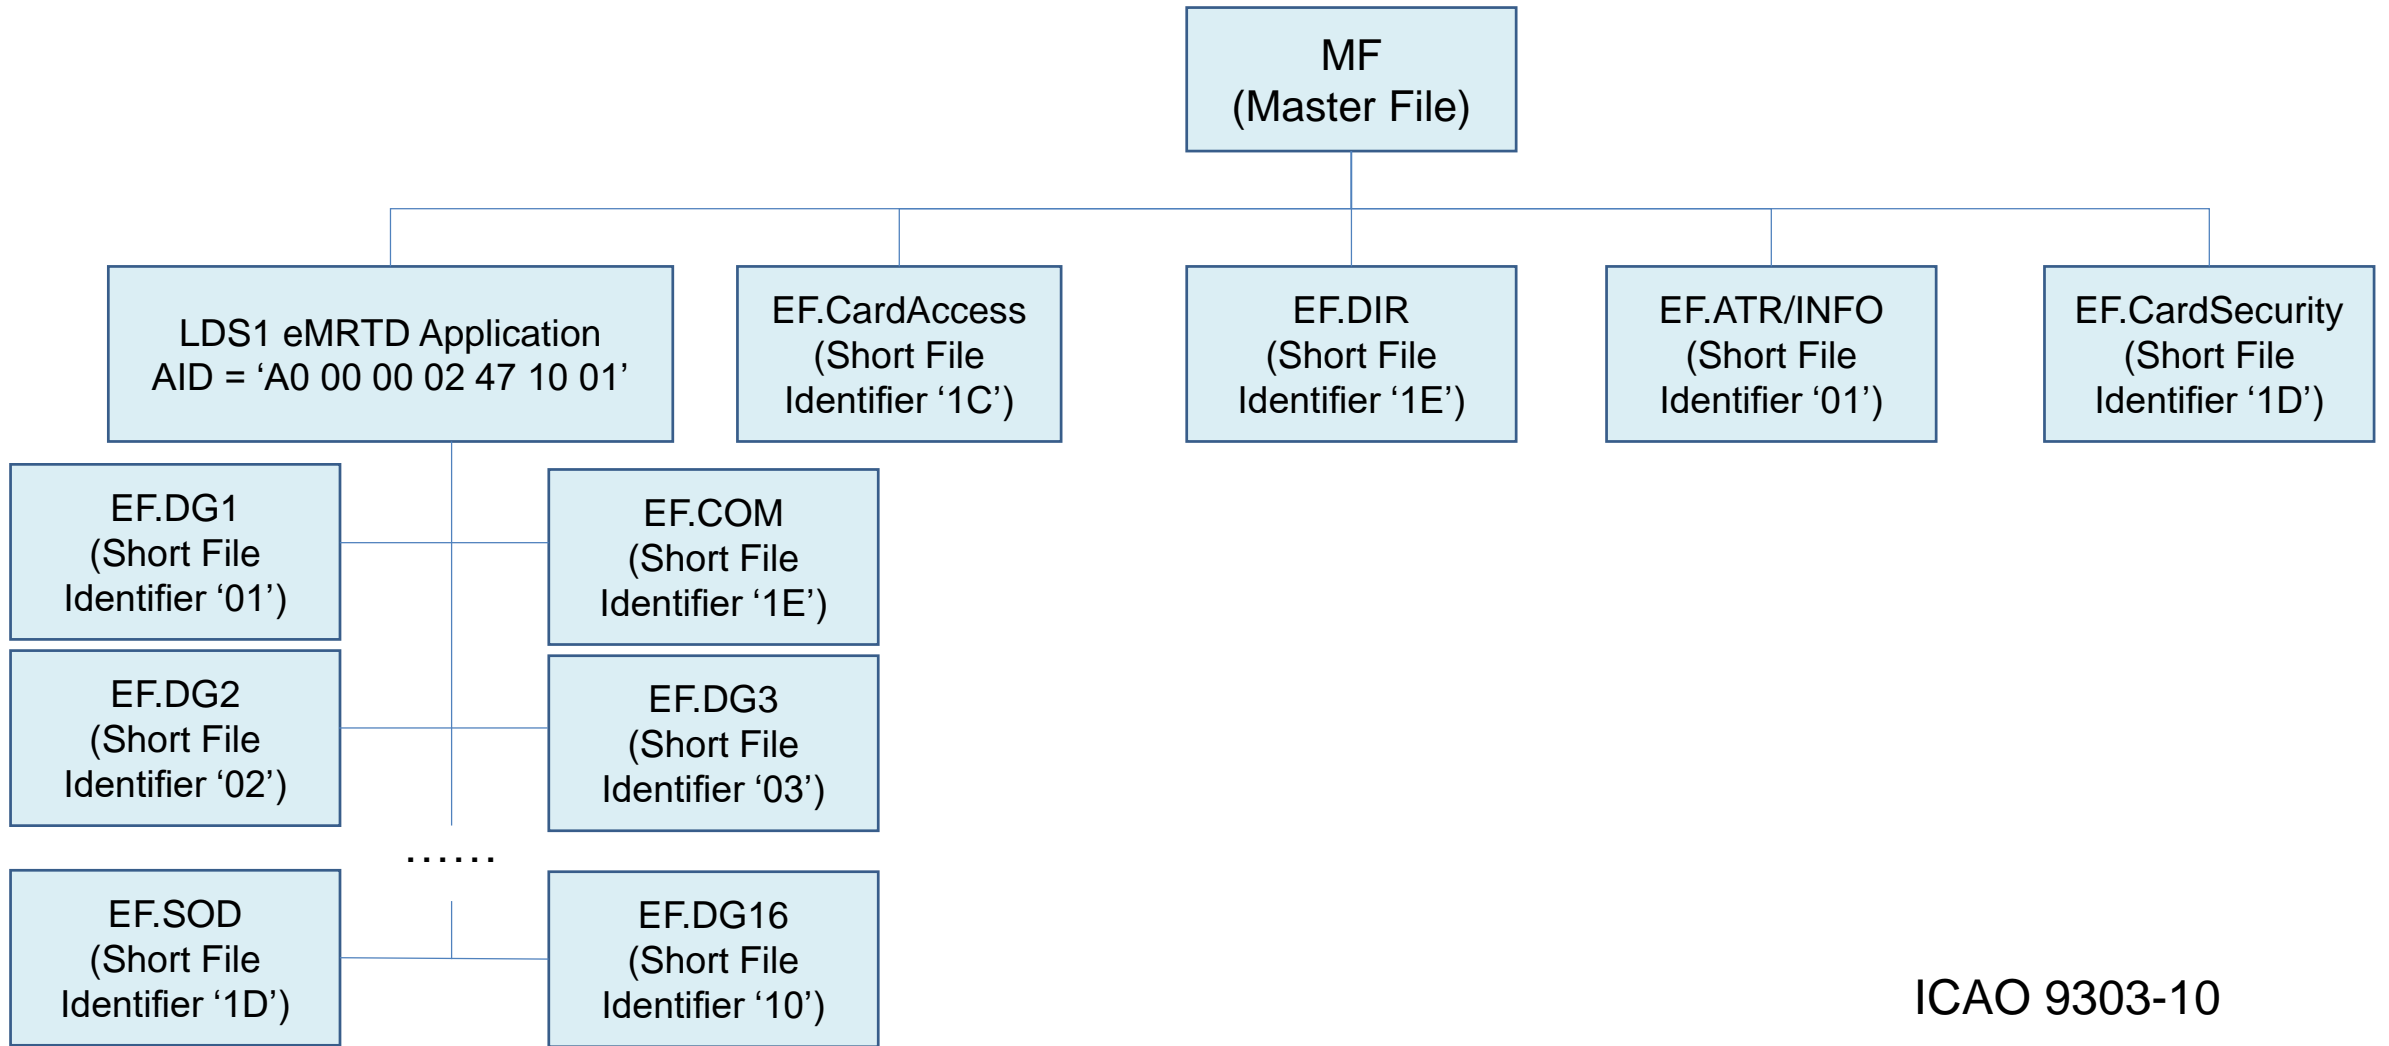 MF
(Master File)
LDS1 eMRTD Application
AID = ‘A0 00 00 02 47 10 01’
EF.CardAccess
(Short File
Identifier ‘1C’)
EF.DIR
(Short File
Identifier ‘1E’)
EF.ATR/INFO
(Short File
Identifier ‘01’)
EF.CardSecurity
(Short File
Identifier ‘1D’)
EF.DG1
(Short File
Identifier ‘01’)
EF.COM
(Short File
Identifier ‘1E’)
EF.DG2
(Short File
Identifier ‘02’)
EF.DG3
(Short File
Identifier ‘03’)
……
EF.SOD
(Short File
Identifier ‘1D’)
EF.DG16
(Short File
Identifier ‘10’)
ICAO 9303-10